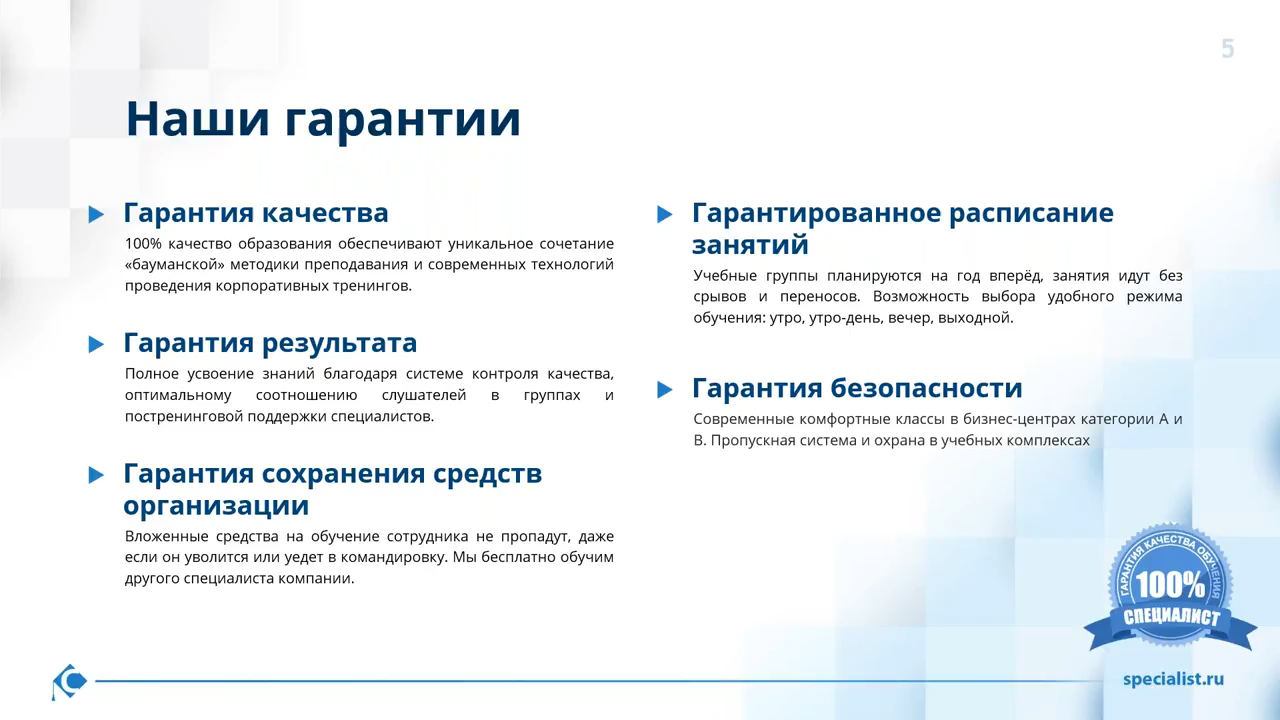 5
Наши гарантии
Гарантия качества
100% качество образования обеспечивают уникальное сочетание
«бауманской» методики преподавания и современных технологий
проведения корпоративных тренингов.
Гарантия результата
Полное усвоение знаний благодаря системе контроля качества,
оптимальному соотношению слушателей в группах и
постренинговой поддержки специалистов.
Гарантия сохранения средств
организации
Вложенные средства на обучение сотрудника не пропадут, даже
если он уволится или уедет в командировку. Мы бесплатно обучим
другого специалиста компании.
Гарантированное расписание
занятий
Учебные группы планируются на год вперёд, занятия идут без
срывов и переносов. Возможность выбора удобного режима
обучения: утро, утро-день, вечер, выходной.
Гарантия безопасности
Современные комфортные классы в бизнес-центрах категории А и
В. Пропускная система и охрана в учебных комплексах
ГАРАНТИЯ КАЧЕСТВА ОБУЧЕНИЯ
100%
СПЕЦИАЛИСТ
specialist.ru